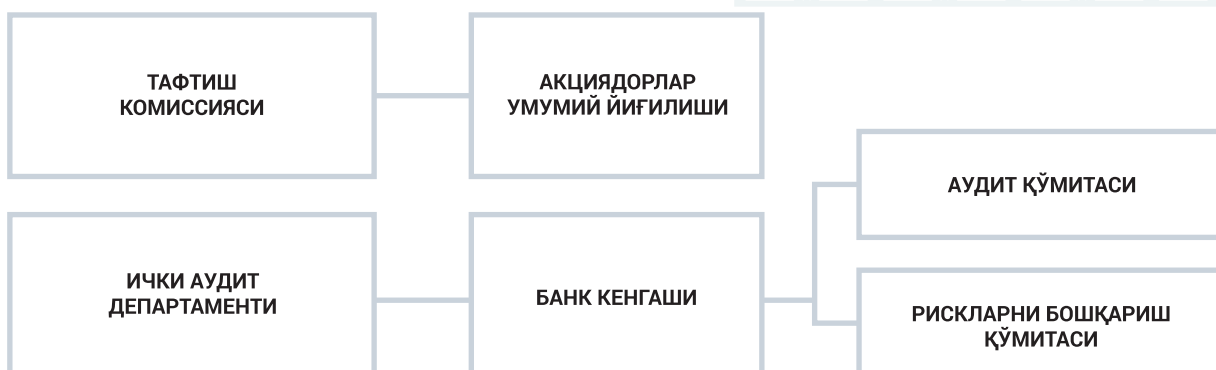 ТАФТИШ
КОМИССИЯСИ
АКЦИЯДОРЛАР
УМУМИЙ ЙИҒИЛИШИ
АУДИТ ҚЎМИТАСИ
ИЧКИ АУДИТ
ДЕПАРТАМЕНТИ
БАНК КЕНГАШИ
РИСКЛАРНИ БОШҚАРИШ
ҚЎМИТАСИ